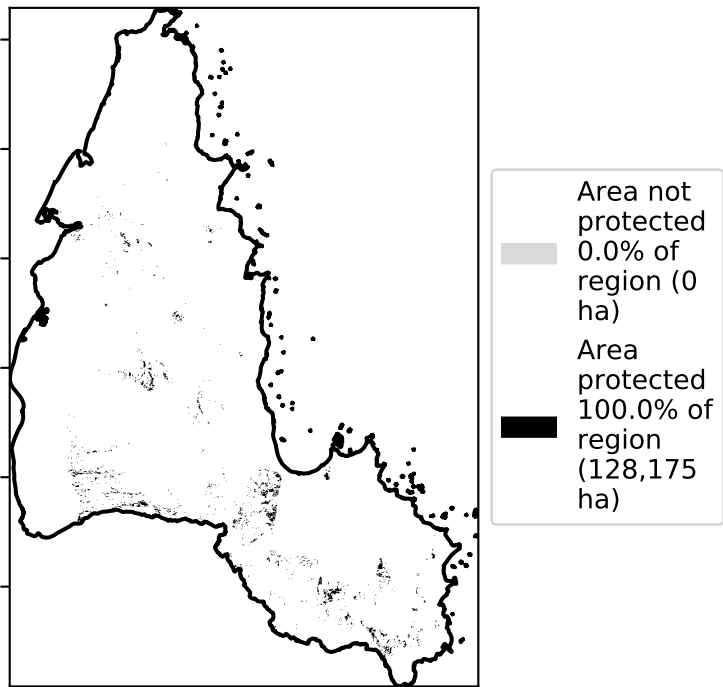 Area not
protected
0.0% of
region (0
ha)
Area
protected
100.0% of
region
(128,175
ha)